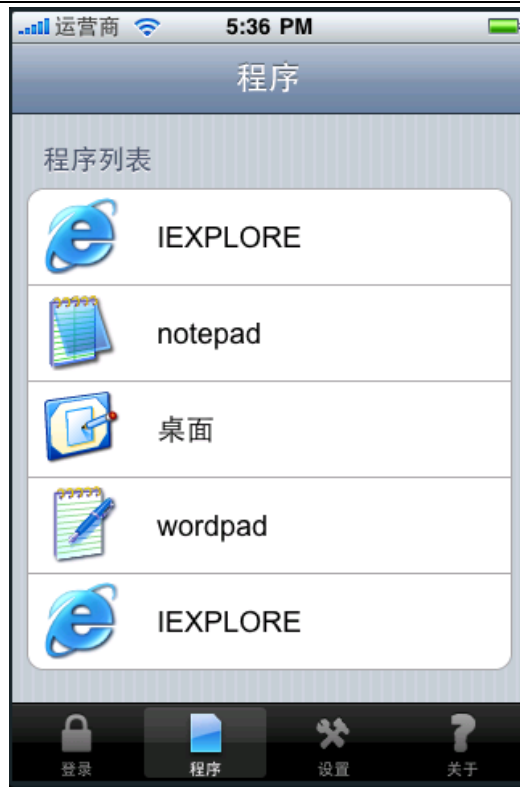 运营商 5:36 PM
程序
程序列表
IEXPLORE
notepad
桌面
wordpad
IEXPLORE
登录 程序 设置 关于